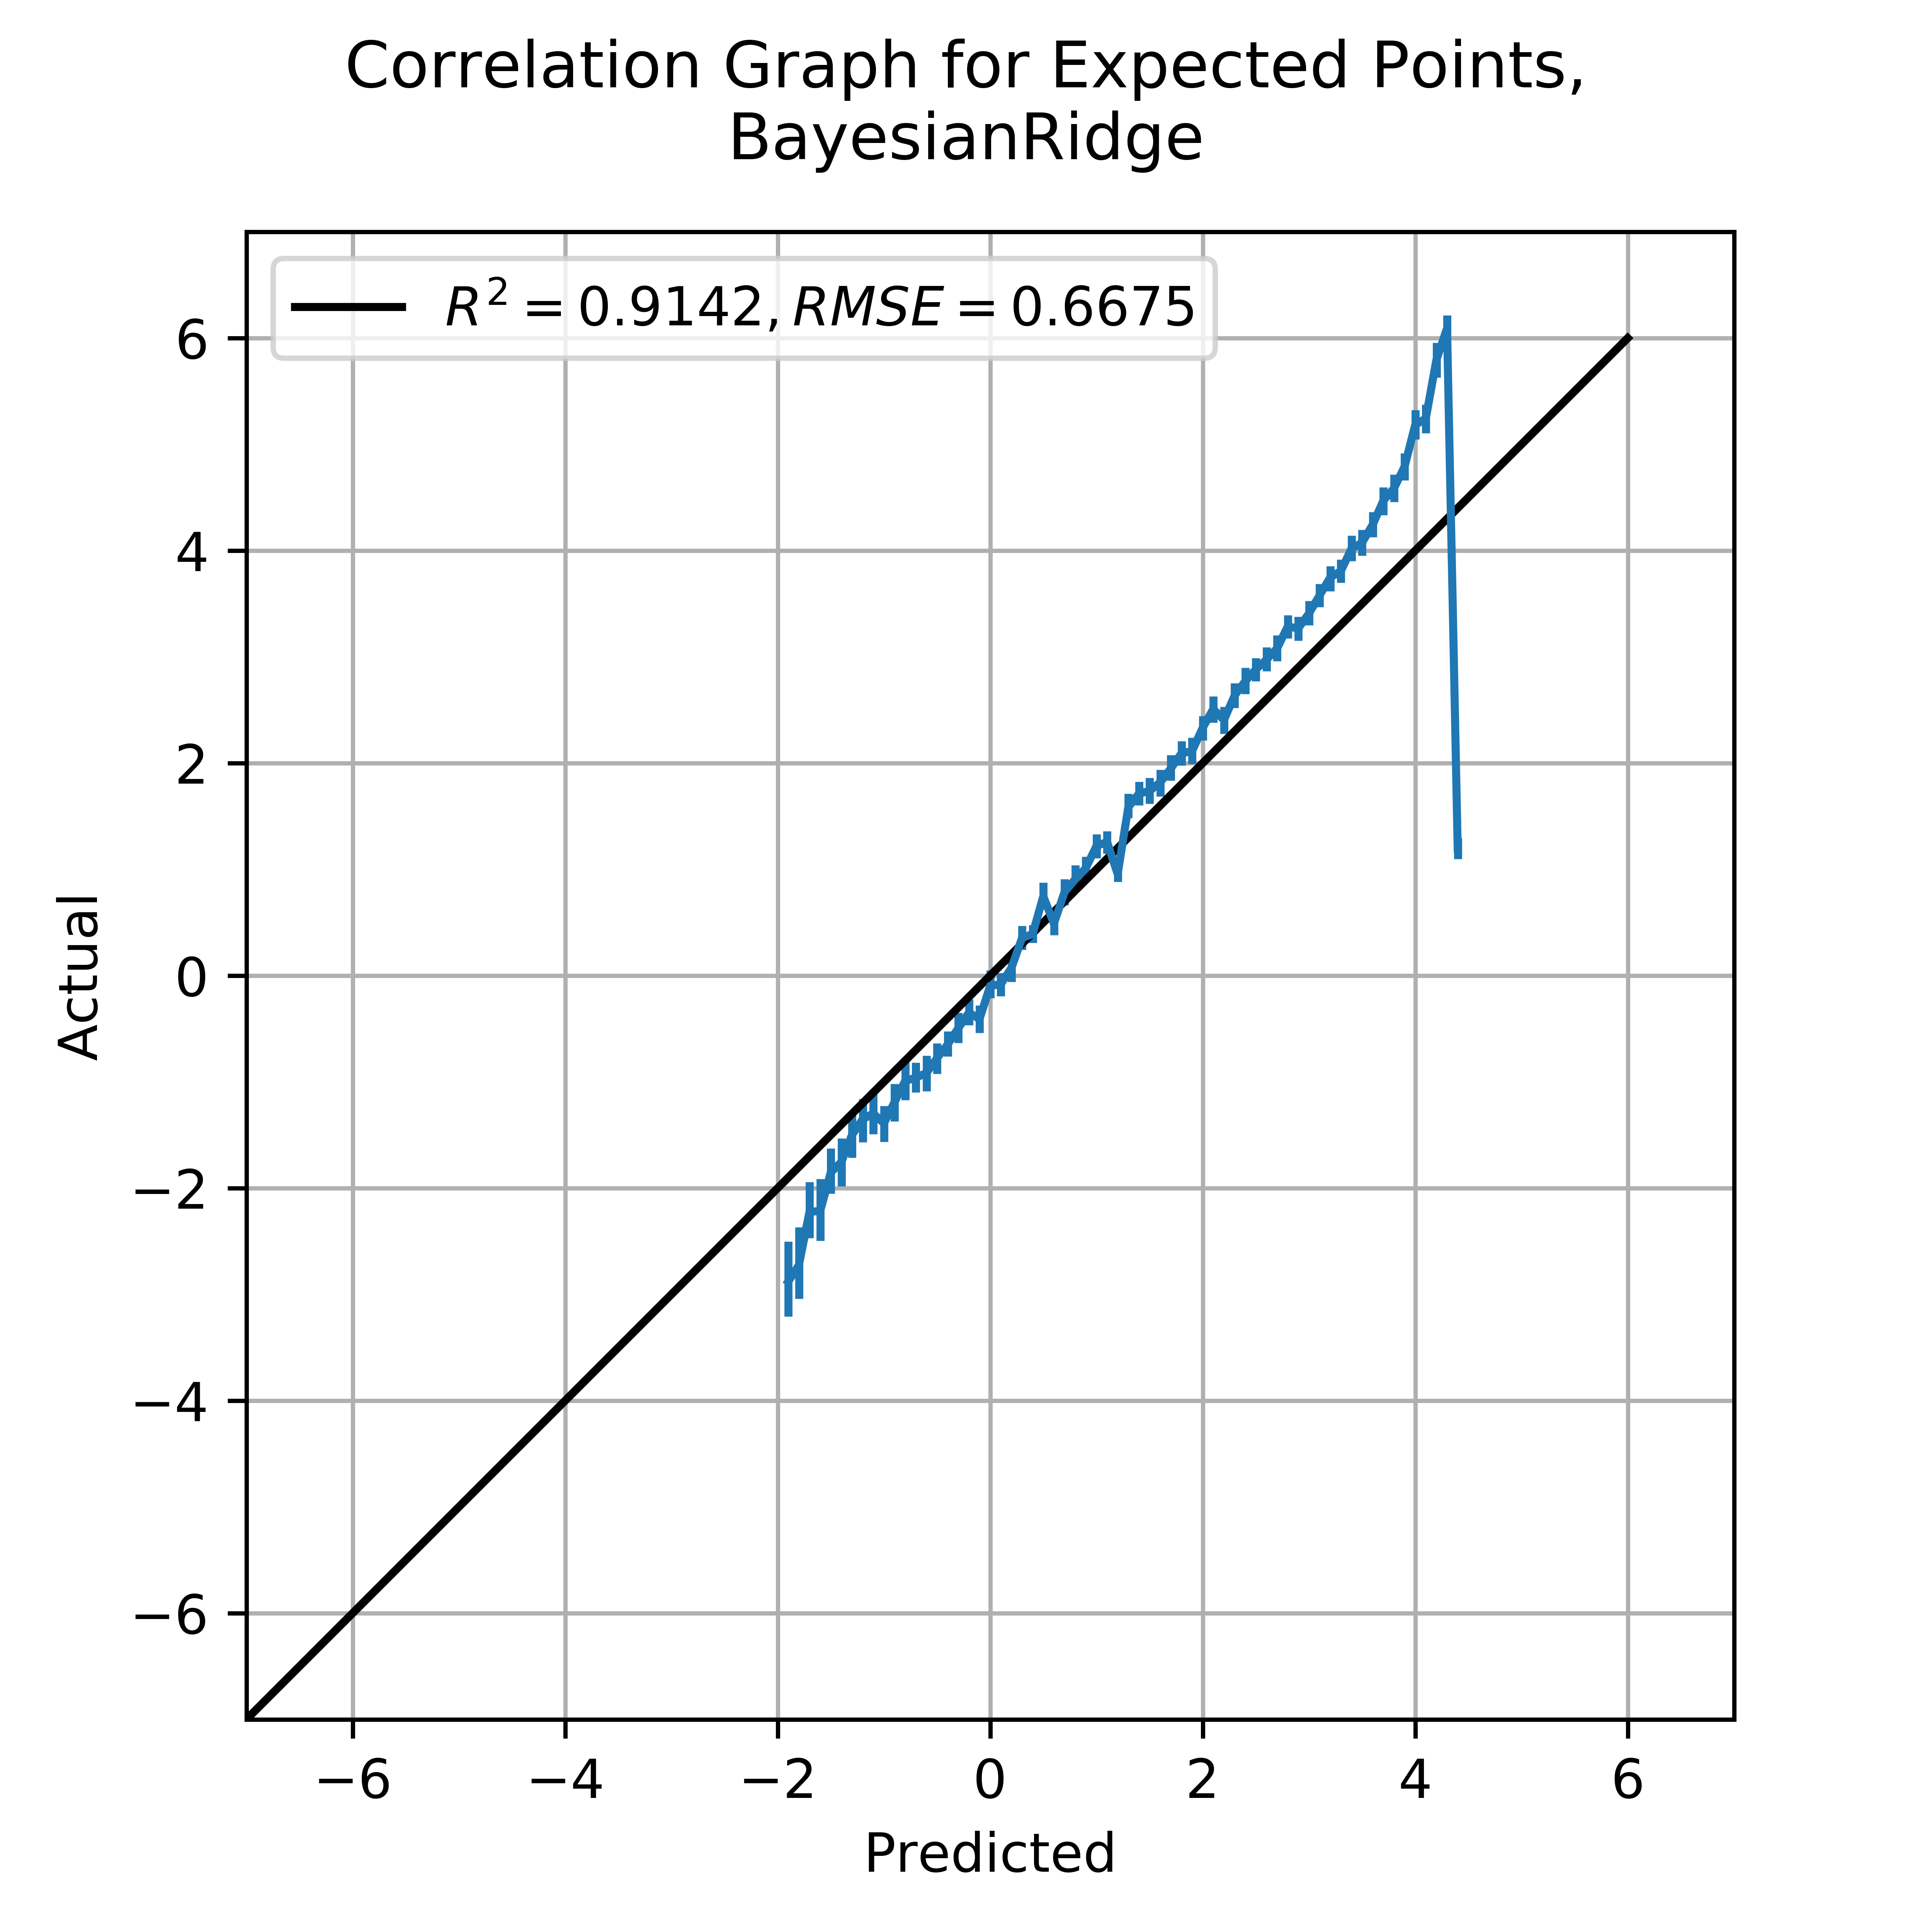 Correlation Graph for Expected Points,
BayesianRidge
R² = 0.9142, RMSE = 0.6675
6
4
2
0
−2
−4
−6
Actual
−6 −4 −2 0 2 4 6
Predicted